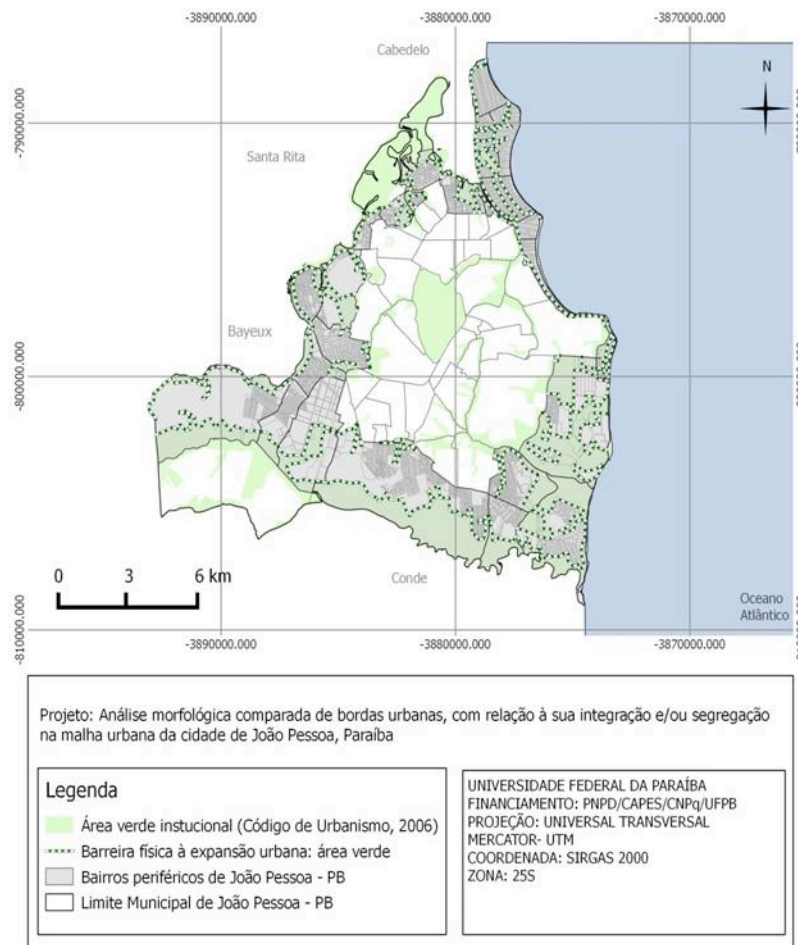 -3890000.000
-3880000.000
-3870000.000
Cabedelo
N
-790000.000
Santa Rita
Bayeux
-800000.000
0 3 6 km
Conde
Oceano
Atlântico
-810000.000
-3890000.000
-3880000.000
-3870000.000
Projeto: Análise morfológica comparada de bordas urbanas, com relação à sua integração e/ou segregação
na malha urbana da cidade de João Pessoa, Paraíba
Legenda
Área verde instucional (Código de Urbanismo, 2006)
Barreira física à expansão urbana: área verde
Bairros periféricos de João Pessoa - PB
Limite Municipal de João Pessoa - PB
UNIVERSIDADE FEDERAL DA PARAÍBA
FINANCIAMENTO: PNPD/CAPES/CNPq/UFPB
PROJEÇÃO: UNIVERSAL TRANSVERSAL
MERCATOR- UTM
COORDENADA: SIRGAS 2000
ZONA: 25S